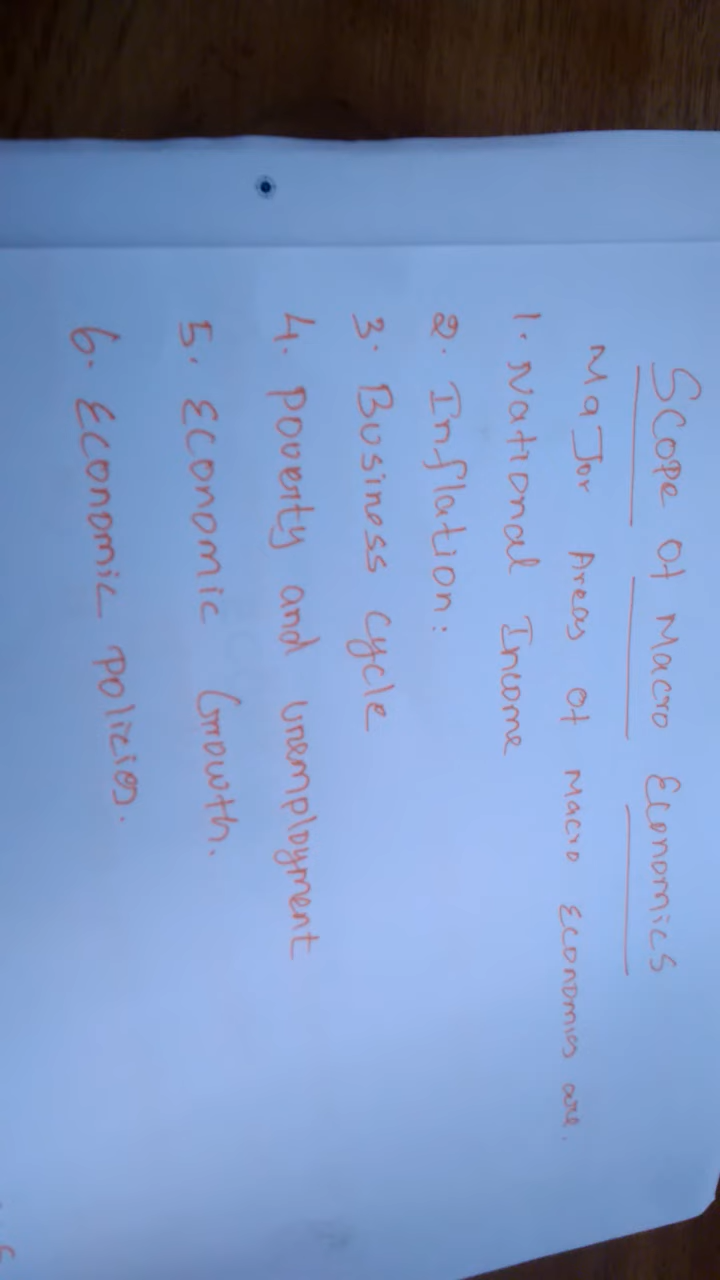 Scope of Macro Economics
Major Areas of Macro Economics are.
1. National Income
2. Inflation:
3. Business cycle
4. Poverty and unemployment
5. Economic Growth.
6. Economic policies.